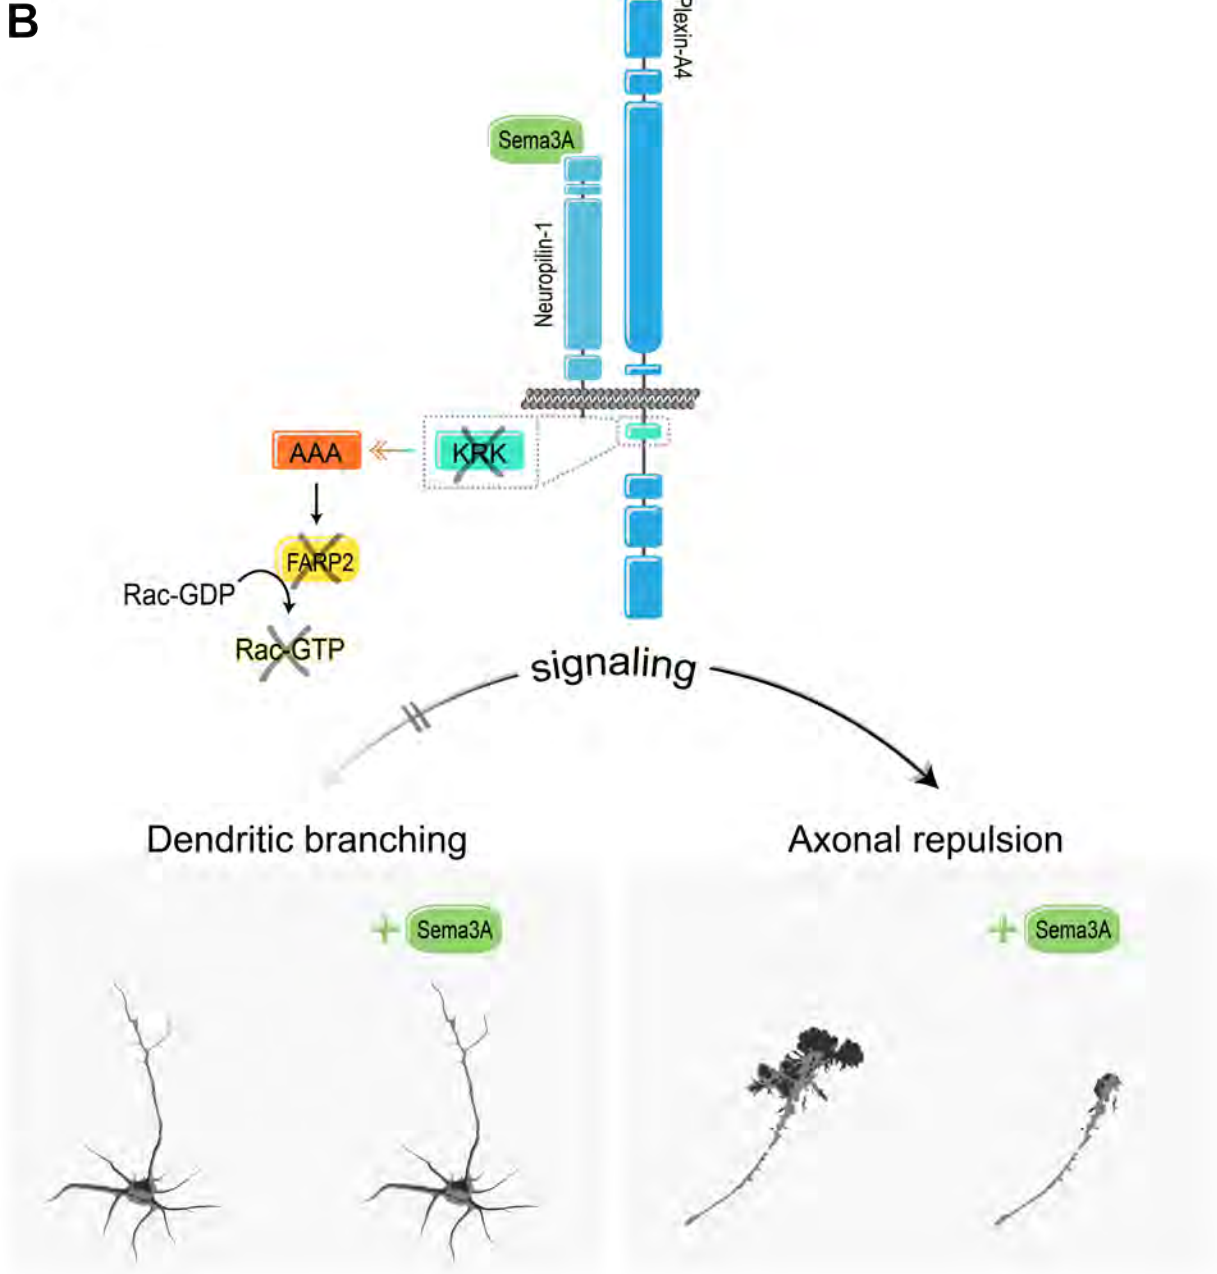 B
Plexin-A4
Sema3A
Neuropilin-1
AAA
KRK
FARP2
Rac-GDP
Rac-GTP
signaling
Dendritic branching
Axonal repulsion
+ Sema3A
+ Sema3A